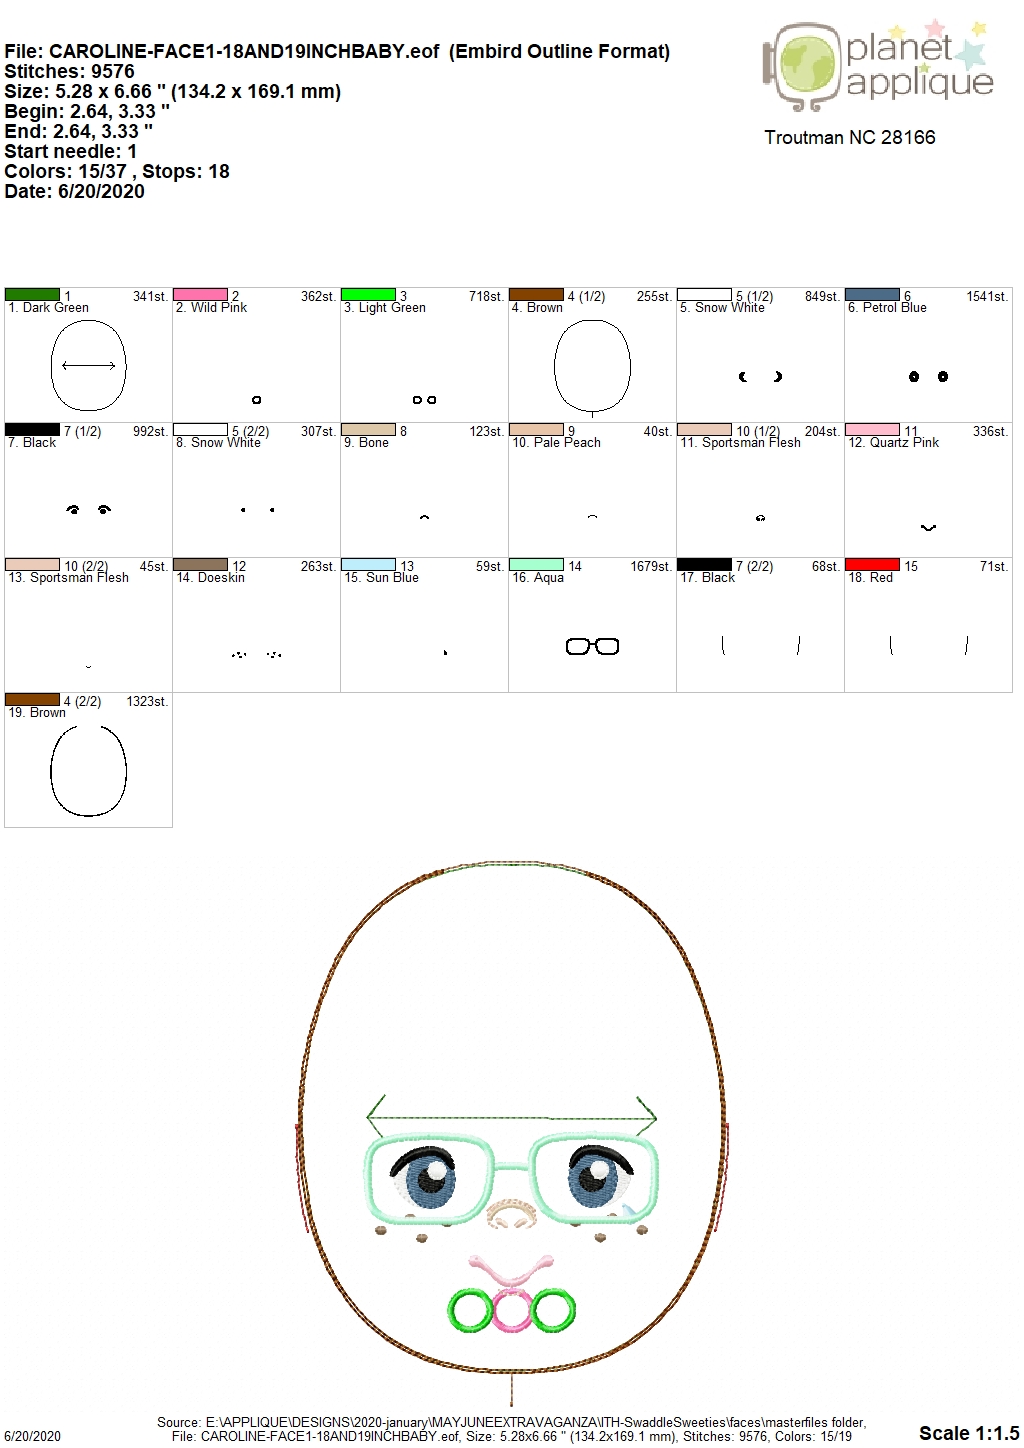 File: CAROLINE-FACE1-18AND19INCHBABY.eof  (Embird Outline Format)
Stitches: 9576
Size: 5.28 x 6.66 " (134.2 x 169.1 mm)
Begin: 2.64, 3.33 "
End: 2.64, 3.33 "
Start needle: 1
Colors: 15/37 , Stops: 18
Date: 6/20/2020
planet
applique
Troutman NC 28166
1 341st. 2 362st. 3 718st. 4 (1/2) 255st. 5 (1/2) 849st. 6 1541st.
1. Dark Green 2. Wild Pink 3. Light Green 4. Brown 5. Snow White 6. Petrol Blue
7 (1/2) 992st. 5 (2/2) 307st. 8 123st. 9 40st. 10 (1/2) 204st. 11 336st.
7. Black 8. Snow White 9. Bone 10. Pale Peach 11. Sportsman Flesh 12. Quartz Pink
10 (2/2) 45st. 12 263st. 13 59st. 14 1679st. 7 (2/2) 68st. 15 71st.
13. Sportsman Flesh 14. Doeskin 15. Sun Blue 16. Aqua 17. Black 18. Red
4 (2/2) 1323st.
19. Brown
Source: E:\APPLIQUE\DESIGNS\2020-january\MAYJUNEEXTRAVAGANZA\ITH-SwaddleSweeties\faces\masterfiles folder,
6/20/2020 File: CAROLINE-FACE1-18AND19INCHBABY.eof, Size: 5.28x6.66 " (134.2x169.1 mm), Stitches: 9576, Colors: 15/19 Scale 1:1.5